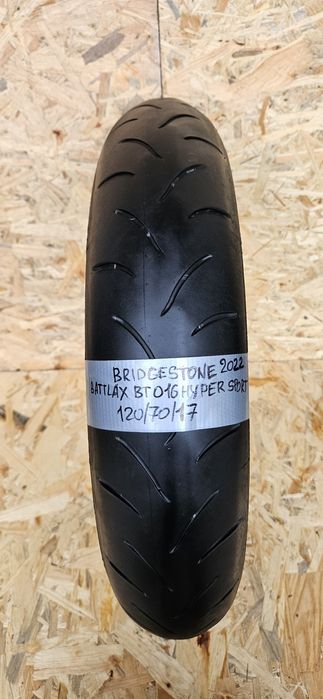 BRIDGESTONE 2022
BATTLAX BT016 HYPER SPORT
120/70/17